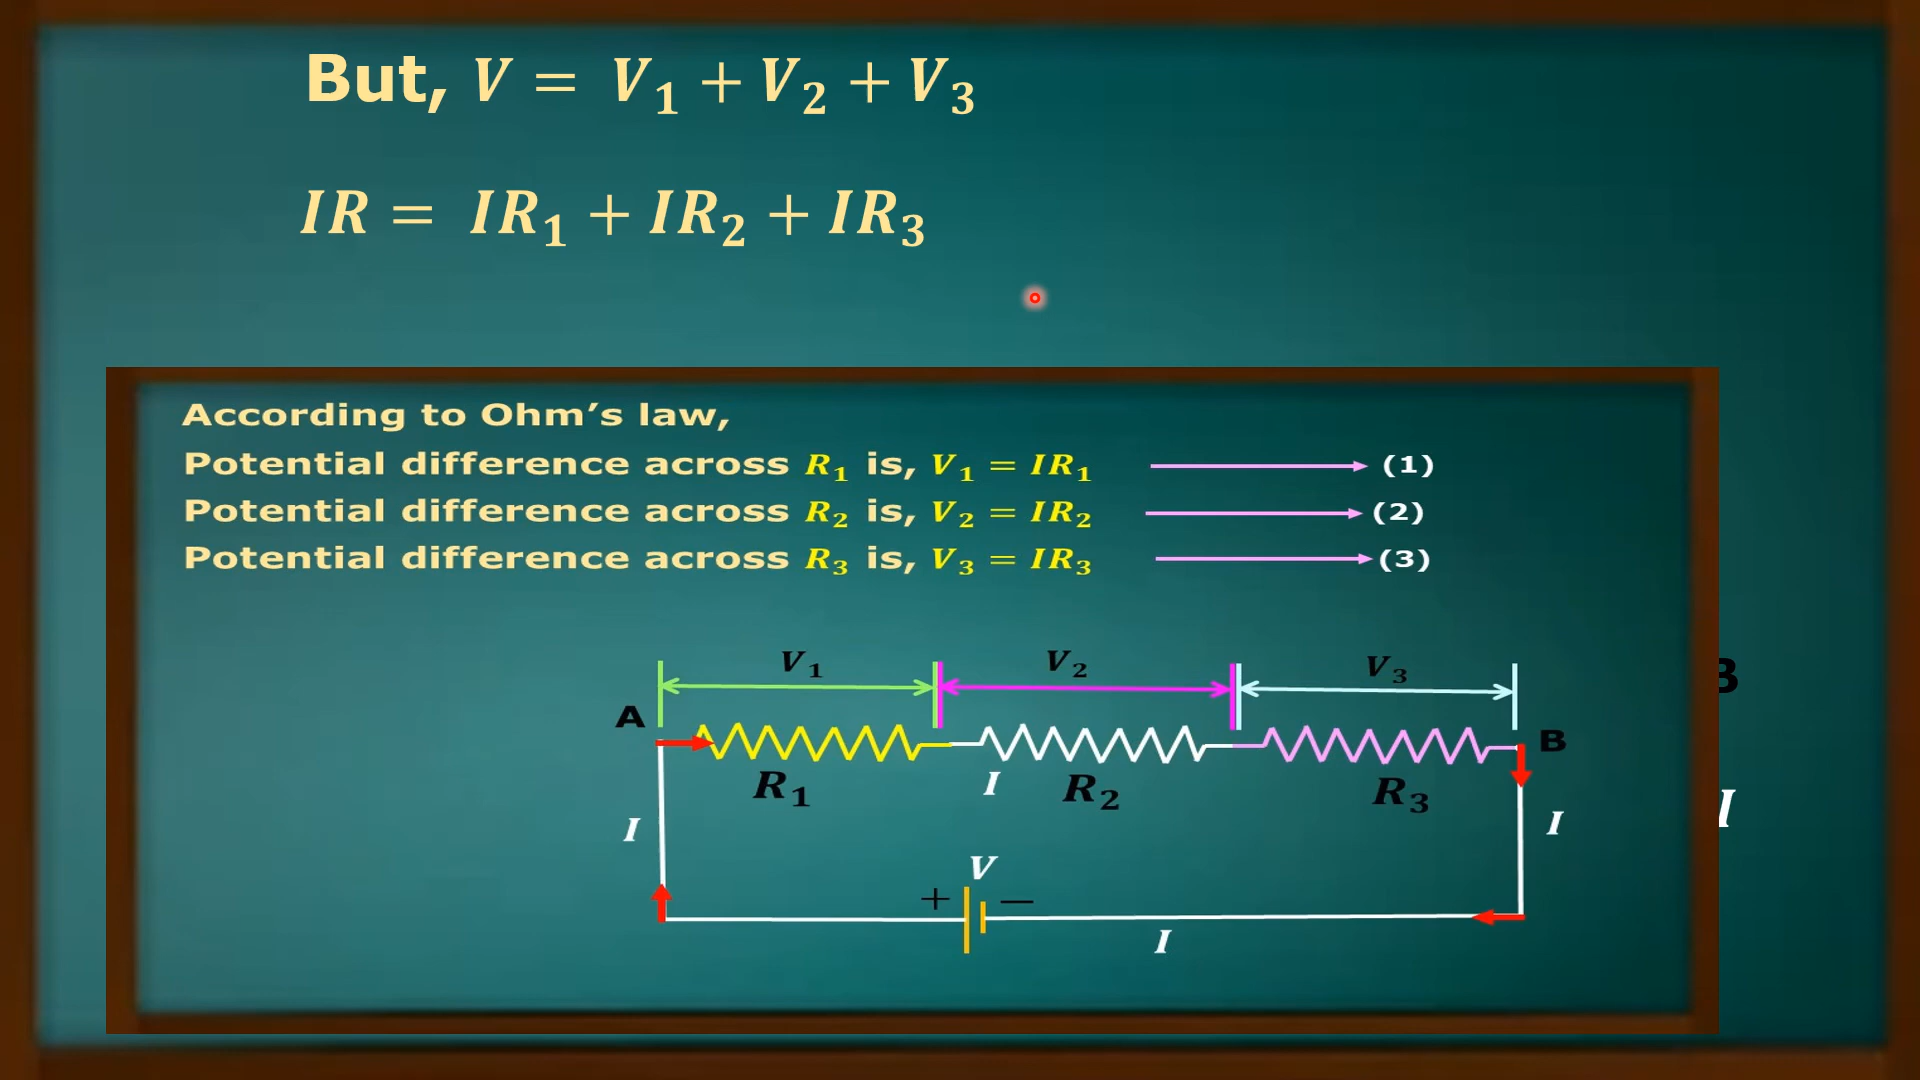 But, V = V₁ + V₂ + V₃
IR = IR₁ + IR₂ + IR₃
According to Ohm’s law,
Potential difference across R₁ is, V₁ = IR₁ (1)
Potential difference across R₂ is, V₂ = IR₂ (2)
Potential difference across R₃ is, V₃ = IR₃ (3)
V₁ V₂ V₃
A B B
R₁ I R₂ R₃
I I I
V
+ −
I